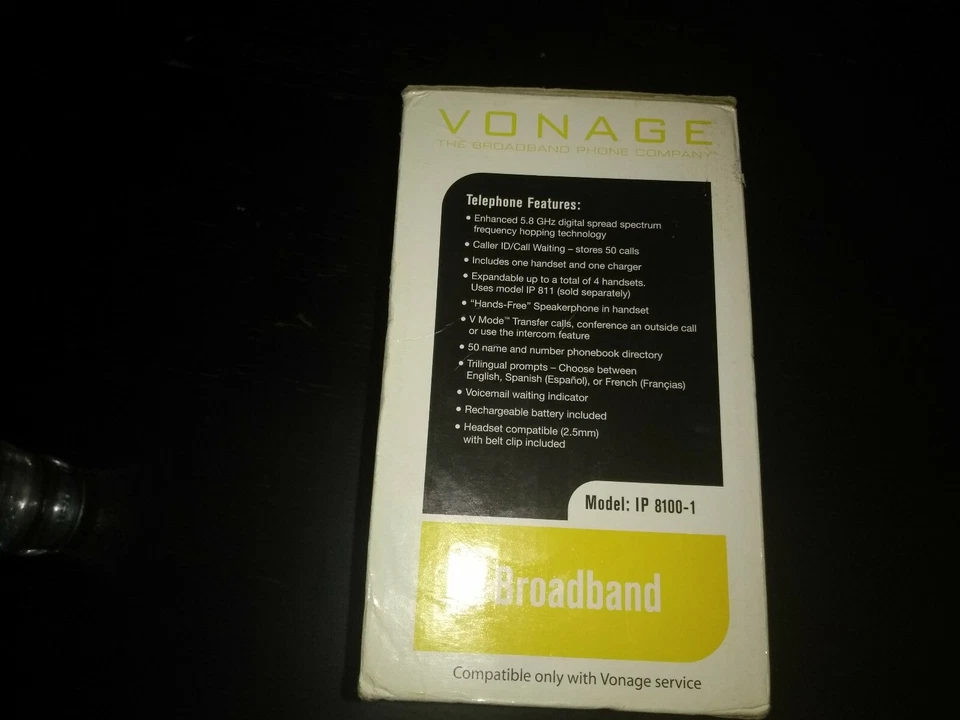 VONAGE
THE BROADBAND PHONE COMPANY
Telephone Features:
• Enhanced 5.8 GHz digital spread spectrum
frequency hopping technology
• Caller ID/Call Waiting – stores 50 calls
• Includes one handset and one charger
• Expandable up to a total of 4 handsets.
Uses model IP 811 (sold separately)
• "Hands-Free" Speakerphone in handset
• V Mode™ Transfer calls, conference an outside call
or use the intercom feature
• 50 name and number phonebook directory
• Trilingual prompts – Choose between
English, Spanish (Español), or French (Françias)
• Voicemail waiting indicator
• Rechargeable battery included
• Headset compatible (2.5mm)
with belt clip included
Model: IP 8100-1
Broadband
Compatible only with Vonage service